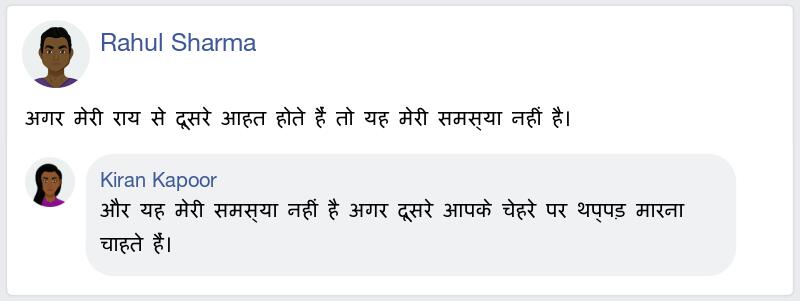 Rahul Sharma
अगर मेरी राय से दूसरे आहत होते हैं तो यह मेरी समस्या नहीं है।
Kiran Kapoor
और यह मेरी समस्या नहीं है अगर दूसरे आपके चेहरे पर थप्पड़ मारना
चाहते हैं।